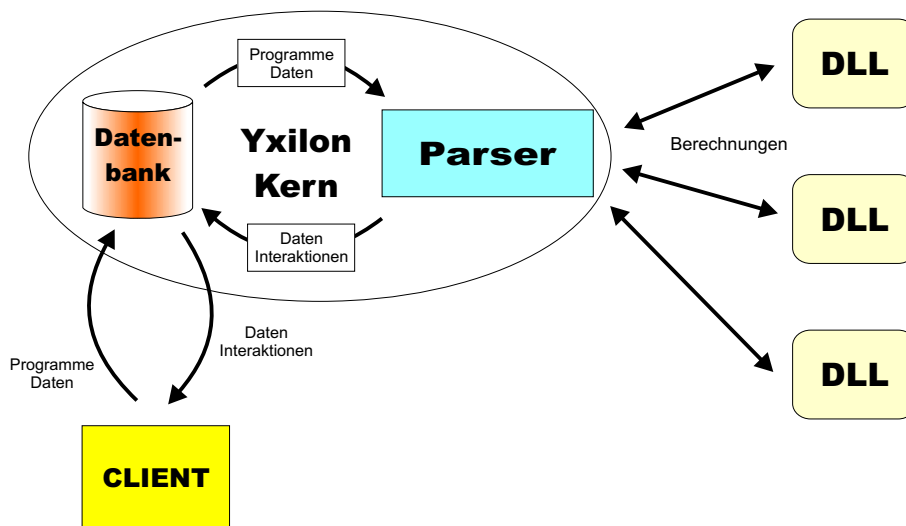 Programme
Daten
Daten-
bank
Yxilon
Kern
Parser
Daten
Interaktionen
DLL
Berechnungen
DLL
DLL
Programme
Daten
Daten
Interaktionen
CLIENT